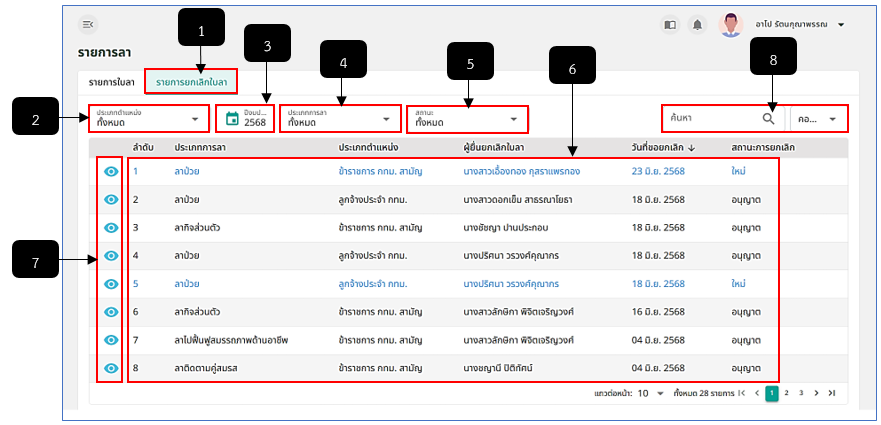 1
3
4
5
6
8
2
7
อาไป รัตนกุณาพรรณ
รายการลา
รายการใบลา
รายการยกเลิกใบลา
ประเภทตำแหน่ง
ทั้งหมด
ปีงบป...
2568
ประเภทการลา
ทั้งหมด
สถานะ
ทั้งหมด
ค้นหา
คอ...
ลำดับ ประเภทการลา ประเภทตำแหน่ง ผู้ยื่นยกเลิกใบลา วันที่ขอยกเลิก สถานะการยกเลิก
1 ลาป่วย ข้าราชการ กทม. สามัญ นางสาวเอื้องทอง กุสราแพรทอง 23 มิ.ย. 2568 ใหม่
2 ลาป่วย ลูกจ้างประจำ กทม. นางสาวดอกเข็ม สาธรณาโยธา 18 มิ.ย. 2568 อนุญาต
3 ลากิจส่วนตัว ข้าราชการ กทม. สามัญ นางชัชญา ปานประกอบ 18 มิ.ย. 2568 อนุญาต
4 ลาป่วย ลูกจ้างประจำ กทม. นางปริศนา วรวงศ์คุณากร 18 มิ.ย. 2568 อนุญาต
5 ลาป่วย ลูกจ้างประจำ กทม. นางปริศนา วรวงศ์คุณากร 18 มิ.ย. 2568 ใหม่
6 ลากิจส่วนตัว ข้าราชการ กทม. สามัญ นางสาวลักษิกา พิจิตเจริญวงศ์ 16 มิ.ย. 2568 อนุญาต
7 ลาไปฟื้นฟูสมรรถภาพด้านอาชีพ ข้าราชการ กทม. สามัญ นางสาวลักษิกา พิจิตเจริญวงศ์ 04 มิ.ย. 2568 อนุญาต
8 ลาติดตามคู่สมรส ข้าราชการ กทม. สามัญ นางชญานี ปิติทัศน์ 04 มิ.ย. 2568 อนุญาต
แถวต่อหน้า: 10 ทั้งหมด 28 รายการ 1 2 3